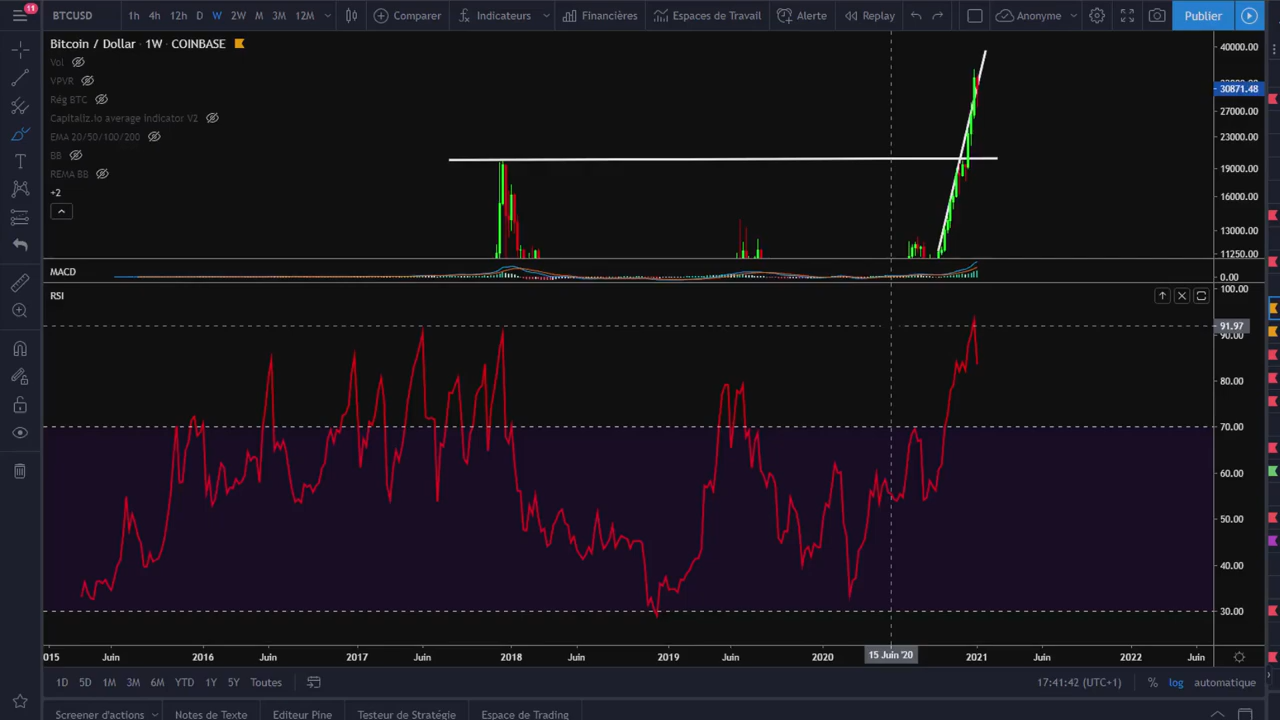 11
BTCUSD 1h 4h 12h D W 2W M 3M 12M Comparer Indicateurs Financières Espaces de Travail Alerte Replay Anonyme Publier
Bitcoin / Dollar · 1W · COINBASE
Vol
VPVR
Rég BTC
Capitaliz.io average indicator V2
EMA 20/50/100/200
BB
REMA BB
+2
40000.00
30871.48
27000.00
23000.00
19000.00
16000.00
13000.00
11250.00
MACD
0.00
RSI
100.00
91.97
90.00
80.00
70.00
60.00
50.00
40.00
30.00
015 Juin 2016 Juin 2017 Juin 2018 Juin 2019 Juin 2020 15 Juin '20 2021 Juin 2022 Juin
1D 5D 1M 3M 6M YTD 1Y 5Y Toutes 17:41:42 (UTC+1) % log automatique
Screener d'actions Notes de Texte Editeur Pine Testeur de Stratégie Espace de Trading